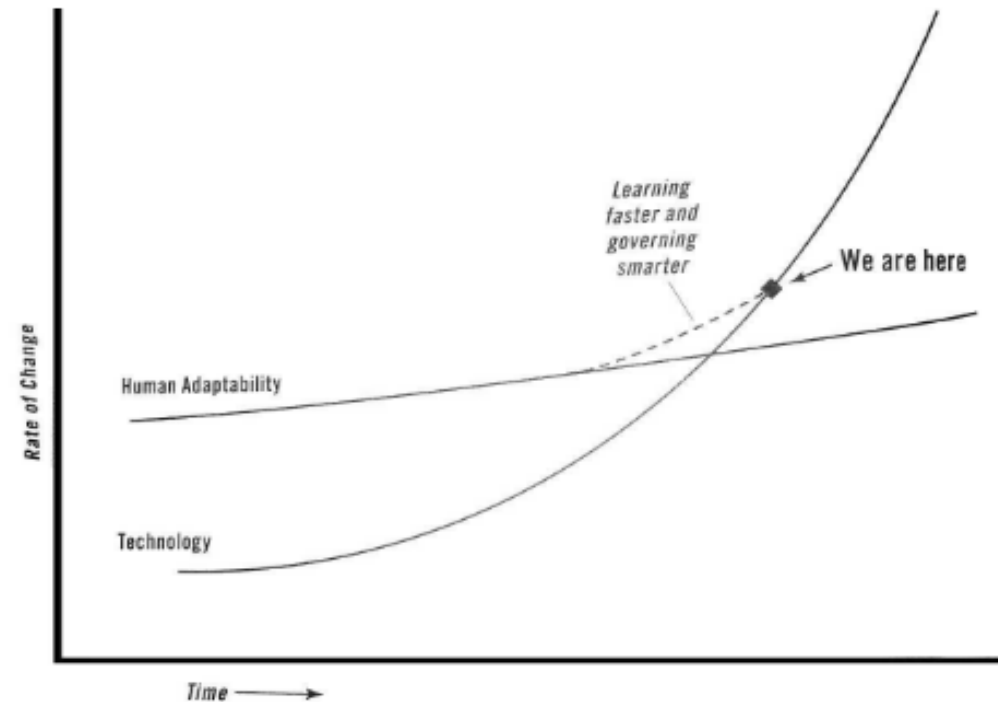 Learning
faster and
governing
smarter
We are here
Rate of Change
Human Adaptability
Technology
Time